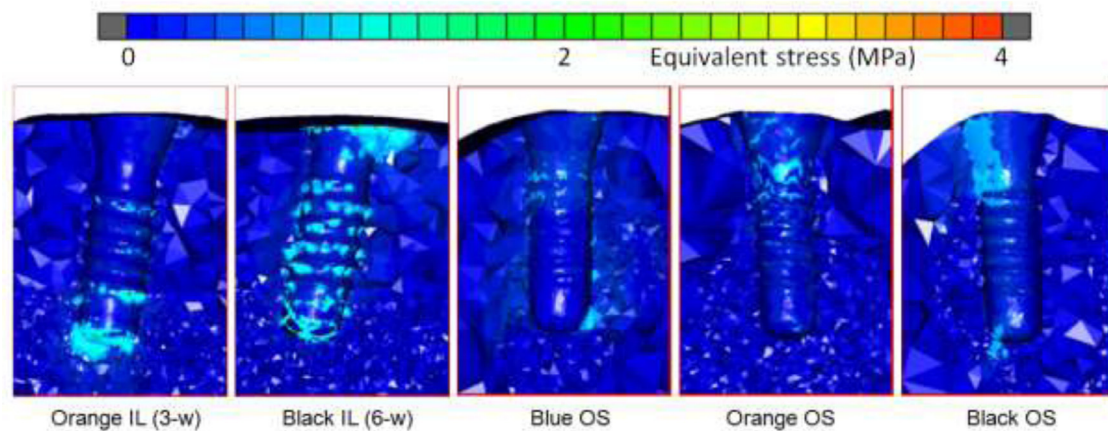 0 2 Equivalent stress (MPa) 4
Orange IL (3-w) Black IL (6-w) Blue OS Orange OS Black OS